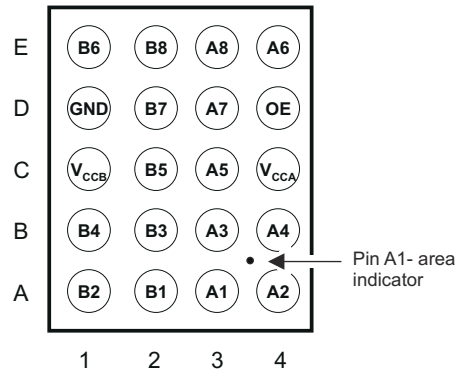 E B6 B8 A8 A6
D GND B7 A7 OE
C VCCB B5 A5 VCCA
B B4 B3 A3 A4
Pin A1- area
indicator
A B2 B1 A1 A2
1 2 3 4